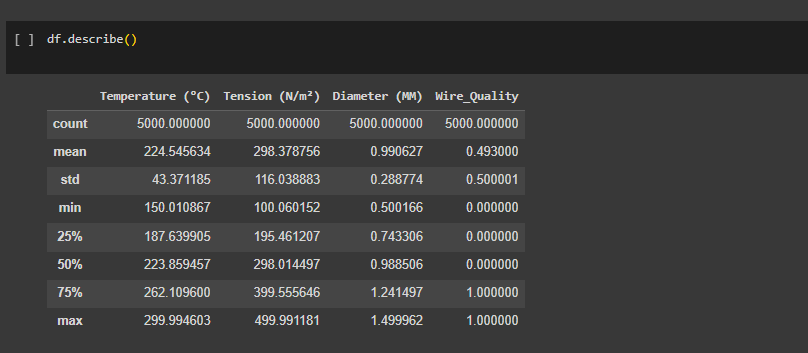 [ ] df.describe()
Temperature (°C) Tension (N/m²) Diameter (MM) Wire_Quality
count 5000.000000 5000.000000 5000.000000 5000.000000
mean 224.545634 298.378756 0.990627 0.493000
std 43.371185 116.038883 0.288774 0.500001
min 150.010867 100.060152 0.500166 0.000000
25% 187.639905 195.461207 0.743306 0.000000
50% 223.859457 298.014497 0.988506 0.000000
75% 262.109600 399.555646 1.241497 1.000000
max 299.994603 499.991181 1.499962 1.000000